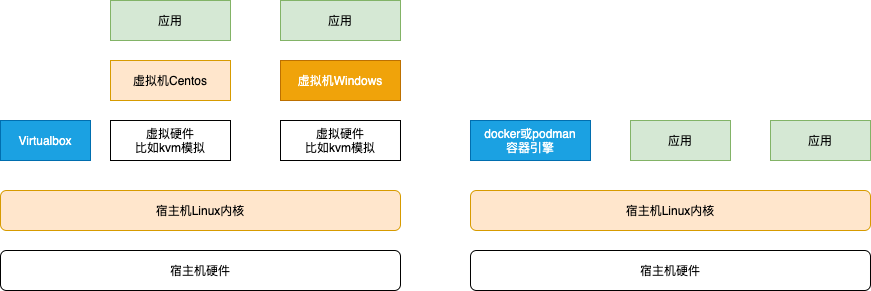 应用
应用
虚拟机Centos
虚拟机Windows
Virtualbox
虚拟硬件
比如kvm模拟
虚拟硬件
比如kvm模拟
docker或podman
容器引擎
应用
应用
宿主机Linux内核
宿主机Linux内核
宿主机硬件
宿主机硬件